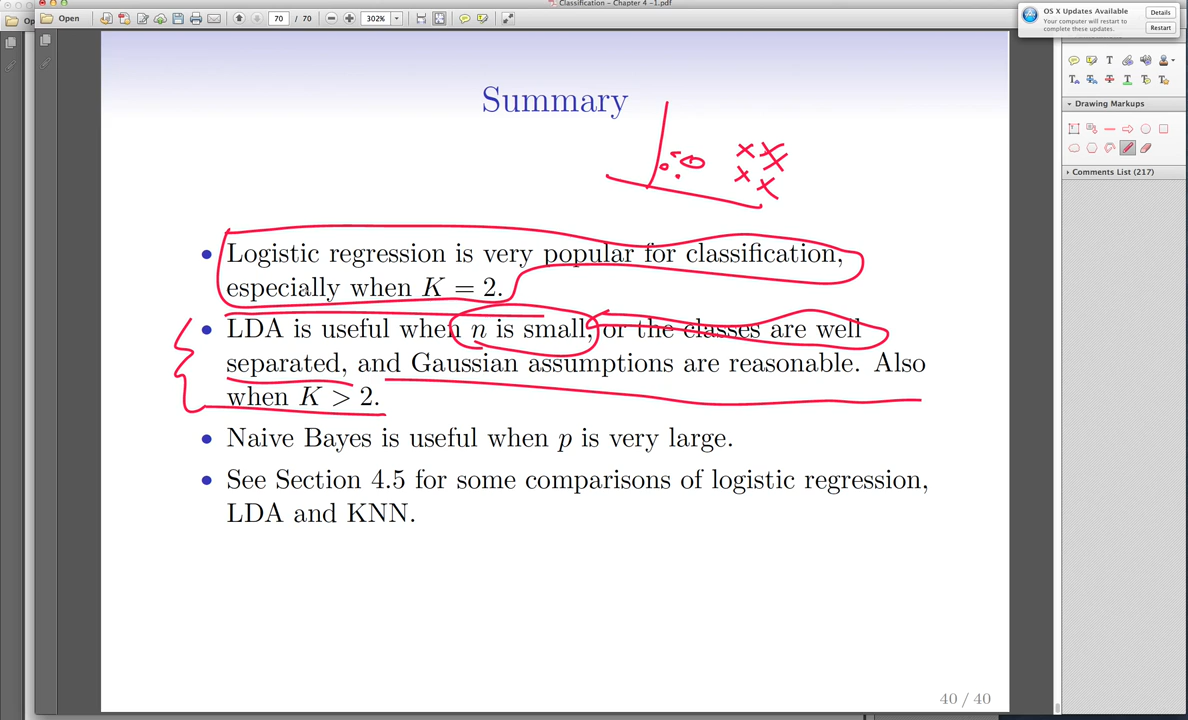 Classification – Chapter 4 –1.pdf
Open
70 / 70
302%
OS X Updates Available
Your computer will restart to
complete these updates.
Details
Restart
Drawing Markups
Comments List (217)
Summary
Logistic regression is very popular for classification,
especially when K = 2.
LDA is useful when n is small, or the classes are well
separated, and Gaussian assumptions are reasonable. Also
when K > 2.
Naive Bayes is useful when p is very large.
See Section 4.5 for some comparisons of logistic regression,
LDA and KNN.
40 / 40